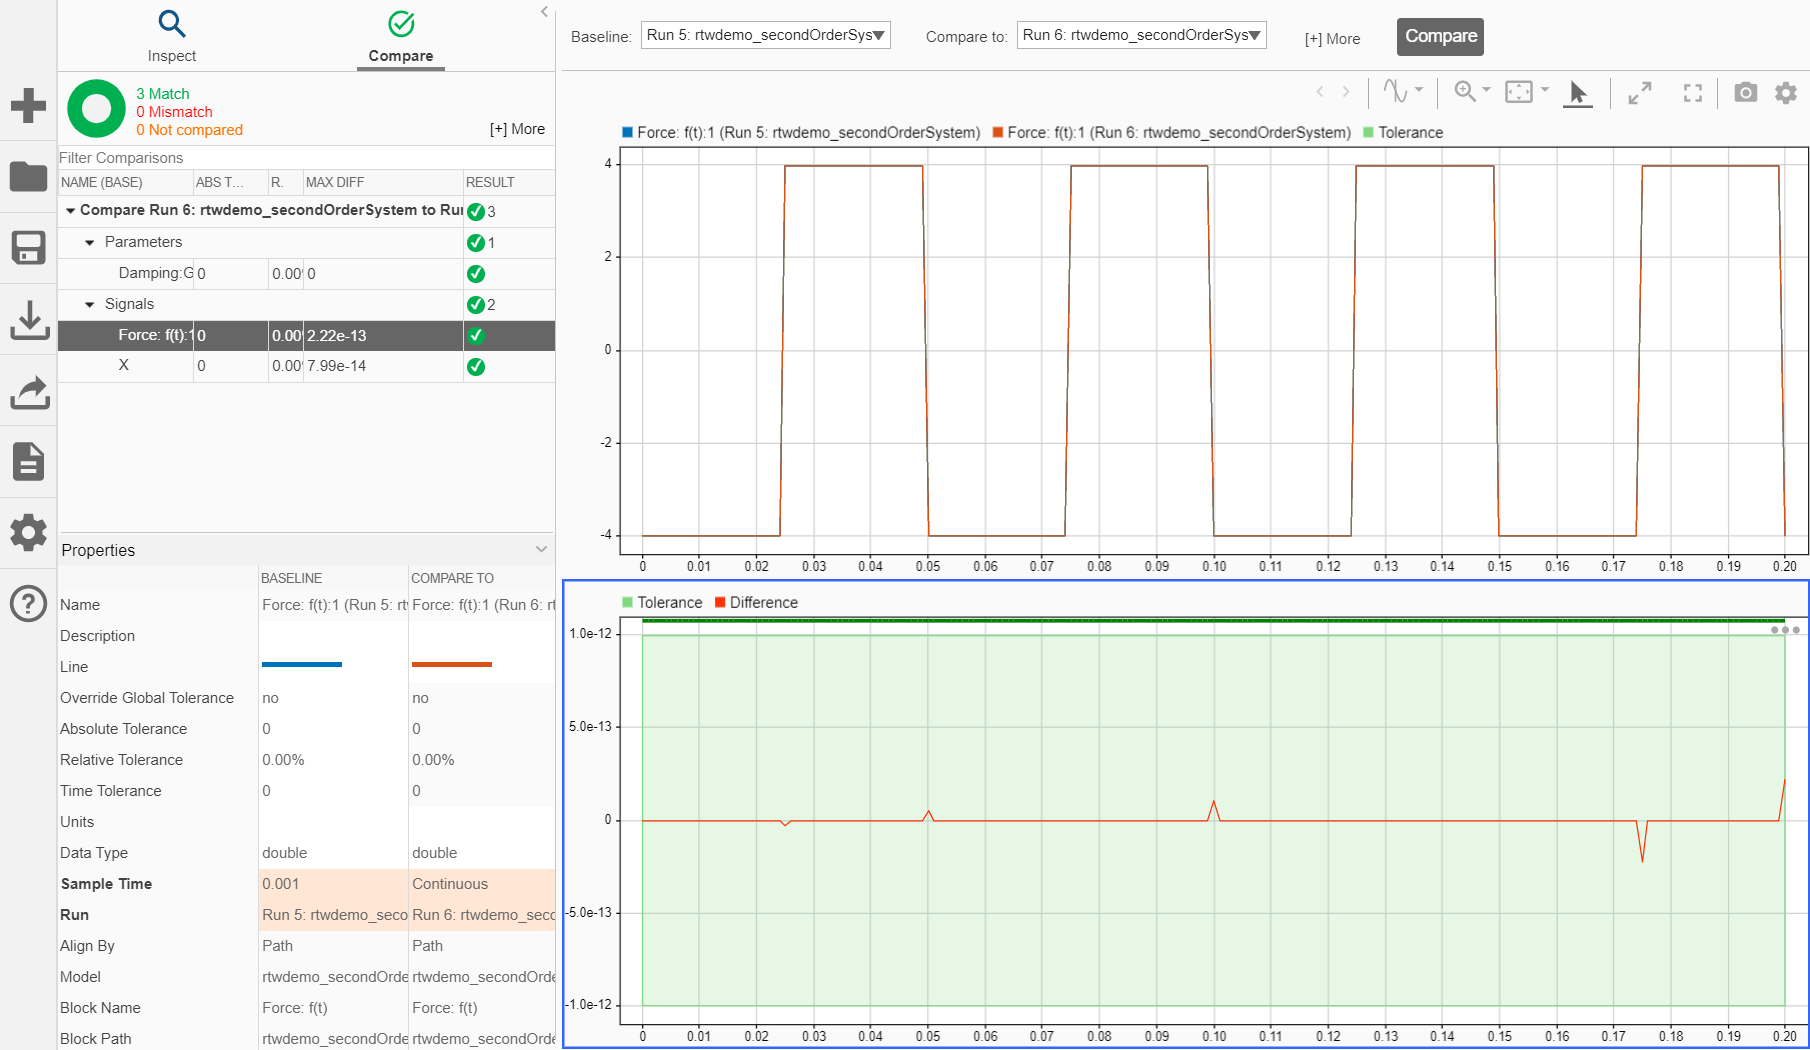 Inspect
Compare
3 Match
0 Mismatch
0 Not compared
[+] More
Filter Comparisons
NAME (BASE) ABS T... R. MAX DIFF RESULT
Compare Run 6: rtwdemo_secondOrderSystem to Rur 3
Parameters 1
Damping:G 0 0.00 0
Signals 2
Force: f(t):1 0 0.00 2.22e-13
X 0 0.00 7.99e-14
Properties
BASELINE COMPARE TO
Name Force: f(t):1 (Run 5: rt Force: f(t):1 (Run 6: rt
Description
Line
Override Global Tolerance no no
Absolute Tolerance 0 0
Relative Tolerance 0.00% 0.00%
Time Tolerance 0 0
Units
Data Type double double
Sample Time 0.001 Continuous
Run Run 5: rtwdemo_seco Run 6: rtwdemo_secc
Align By Path Path
Model rtwdemo_secondOrde rtwdemo_secondOrde
Block Name Force: f(t) Force: f(t)
Block Path rtwdemo_secondOrde rtwdemo_secondOrde
Baseline: Run 5: rtwdemo_secondOrderSys Compare to: Run 6: rtwdemo_secondOrderSys [+] More Compare
Force: f(t):1 (Run 5: rtwdemo_secondOrderSystem) Force: f(t):1 (Run 6: rtwdemo_secondOrderSystem) Tolerance
4
2
0
-2
-4
0 0.01 0.02 0.03 0.04 0.05 0.06 0.07 0.08 0.09 0.10 0.11 0.12 0.13 0.14 0.15 0.16 0.17 0.18 0.19 0.20
Tolerance Difference
1.0e-12
5.0e-13
0
-5.0e-13
-1.0e-12
0 0.01 0.02 0.03 0.04 0.05 0.06 0.07 0.08 0.09 0.10 0.11 0.12 0.13 0.14 0.15 0.16 0.17 0.18 0.19 0.20